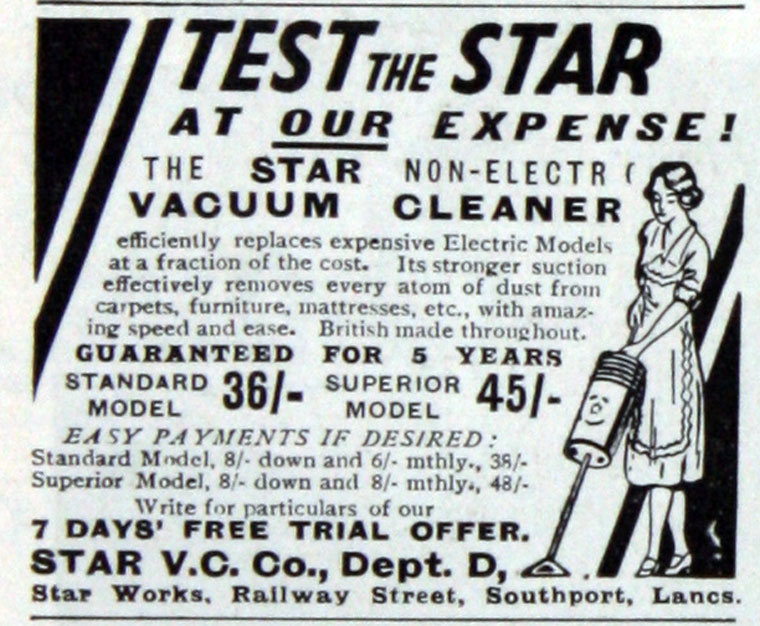 TEST THE STAR
AT OUR EXPENSE!
THE STAR NON-ELECTRIC
VACUUM CLEANER
efficiently replaces expensive Electric Models
at a fraction of the cost. Its stronger suction
effectively removes every atom of dust from
carpets, furniture, mattresses, etc., with amaz-
ing speed and ease. British made throughout.
GUARANTEED FOR 5 YEARS
STANDARD MODEL 36/- SUPERIOR MODEL 45/-
EASY PAYMENTS IF DESIRED:
Standard Model, 8/- down and 6/- mthly., 38/-
Superior Model, 8/- down and 8/- mthly., 48/-
Write for particulars of our
7 DAYS' FREE TRIAL OFFER.
STAR V.C. Co., Dept. D,
Star Works, Railway Street, Southport, Lancs.